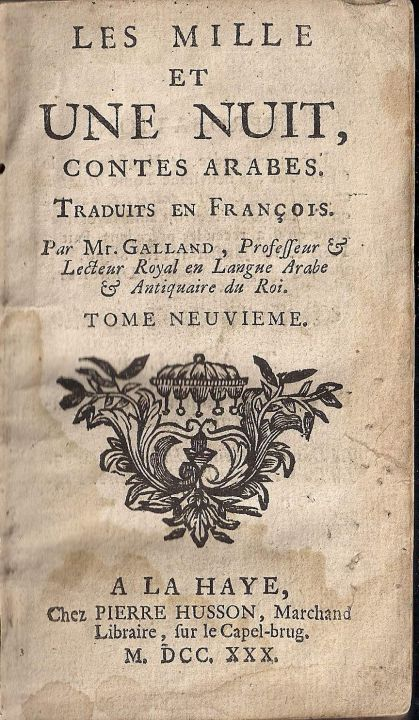 LES MILLE
ET
UNE NUIT,
CONTES ARABES.
TRADUITS EN FRANÇOIS.
Par Mr. GALLAND, Profeſſeur &
Lecteur Royal en Langue Arabe
& Antiquaire du Roi.
TOME NEUVIEME.
A LA HAYE,
Chez PIERRE HUSSON, Marchand
Libraire, ſur le Capel-brug.
M. DCC. XXX.